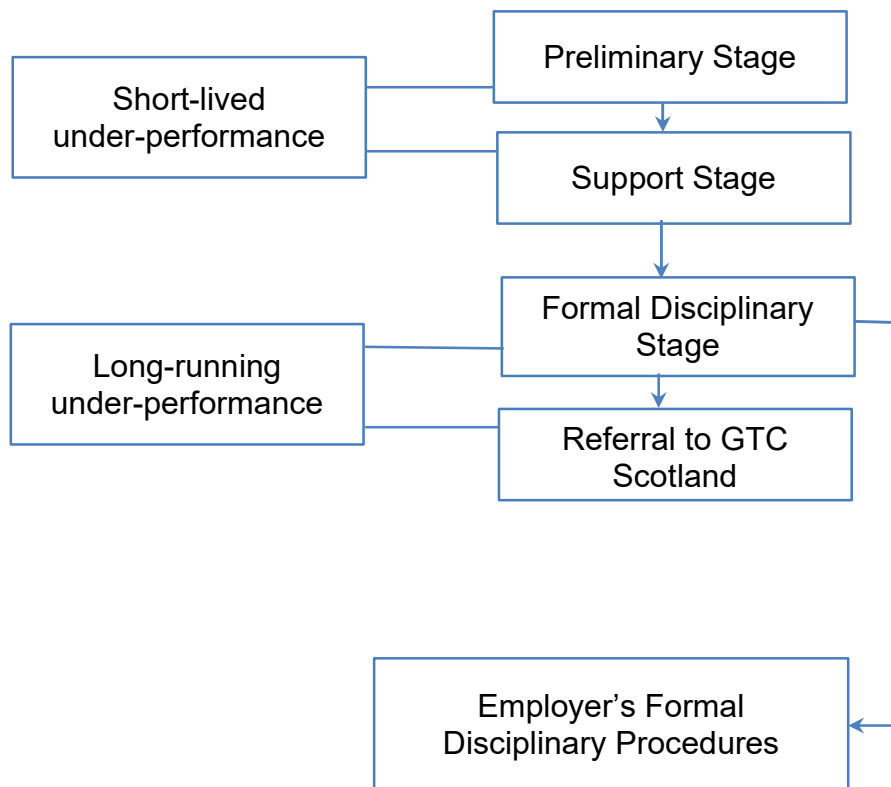 Preliminary Stage
Short-lived
under-performance
Support Stage
Formal Disciplinary
Stage
Long-running
under-performance
Referral to GTC
Scotland
Employer’s Formal
Disciplinary Procedures